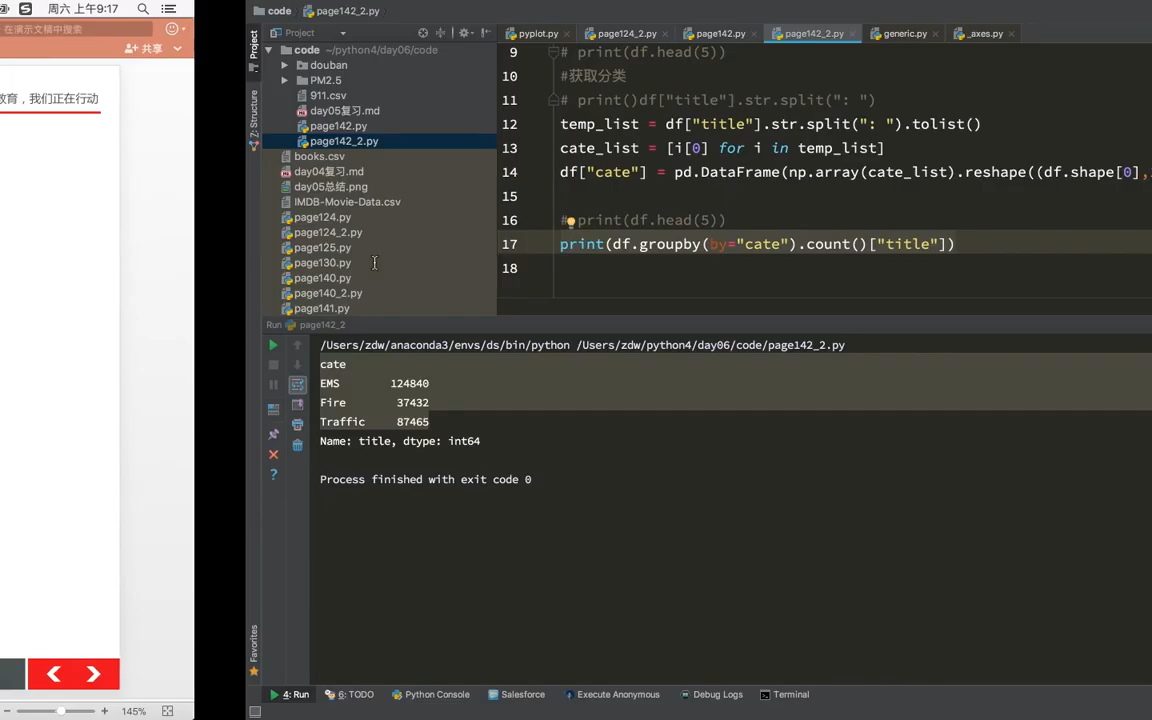 周六 上午9:17
在演示文稿中搜索
共享
教育，我们正在行动
145%
code
page142_2.py
Project
code ~/python4/day06/code
douban
PM2.5
911.csv
day05复习.md
page142.py
page142_2.py
books.csv
day04复习.md
day05总结.png
IMDB-Movie-Data.csv
page124.py
page124_2.py
page125.py
page130.py
page140.py
page140_2.py
page141.py
Project
Z: Structure
Favorites
pyplot.py
page124_2.py
page142.py
page142_2.py
generic.py
_axes.py
9 # print(df.head(5))
10 #获取分类
11 # print()df["title"].str.split(": ")
12 temp_list = df["title"].str.split(": ").tolist()
13 cate_list = [i[0] for i in temp_list]
14 df["cate"] = pd.DataFrame(np.array(cate_list).reshape((df.shape[0],
15
16 # print(df.head(5))
17 print(df.groupby(by="cate").count()["title"])
18
Run page142_2
/Users/zdw/anaconda3/envs/ds/bin/python /Users/zdw/python4/day06/code/page142_2.py
cate
EMS 124840
Fire 37432
Traffic 87465
Name: title, dtype: int64
Process finished with exit code 0
4: Run
6: TODO
Python Console
Salesforce
Execute Anonymous
Debug Logs
Terminal